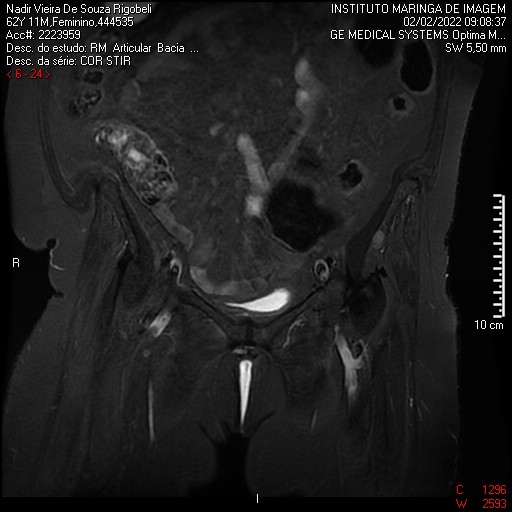 Nadir Vieira De Souza Rigobeli
62Y 11M,Feminino,444535
Acc#: 2223959
Desc. do estudo: RM Articular Bacia ...
Desc. da série: COR STIR
< 6 - 24 >
INSTITUTO MARINGA DE IMAGEM
02/02/2022 09:08:37
GE MEDICAL SYSTEMS Optima M...
SW 5,50 mm
R
10 cm
I
C 1296
W 2593